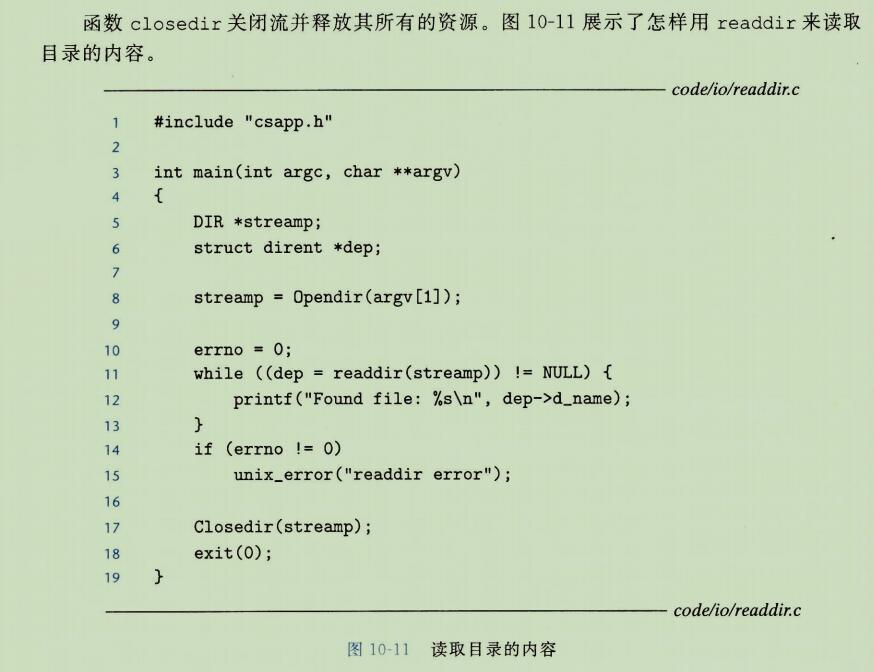 函数 closedir 关闭流并释放其所有的资源。图 10-11 展示了怎样用 readdir 来读取
目录的内容。
code/io/readdir.c
1 #include "csapp.h"
2
3 int main(int argc, char **argv)
4 {
5 DIR *streamp;
6 struct dirent *dep;
7
8 streamp = Opendir(argv[1]);
9
10 errno = 0;
11 while ((dep = readdir(streamp)) != NULL) {
12 printf("Found file: %s\n", dep->d_name);
13 }
14 if (errno != 0)
15 unix_error("readdir error");
16
17 Closedir(streamp);
18 exit(0);
19 }
code/io/readdir.c
图 10-11 读取目录的内容